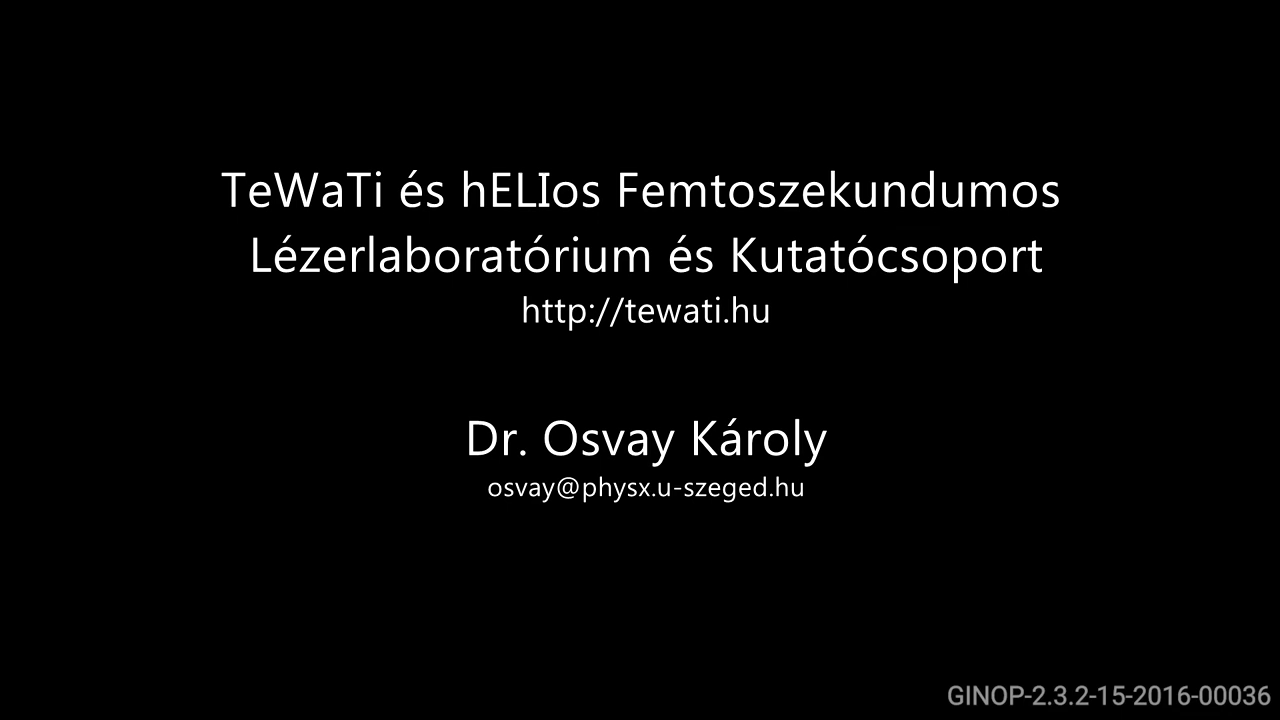 TeWaTi és hELIos Femtoszekundumos
Lézerlaboratórium és Kutatócsoport
http://tewati.hu
Dr. Osvay Károly
osvay@physx.u-szeged.hu
GINOP-2.3.2-15-2016-00036